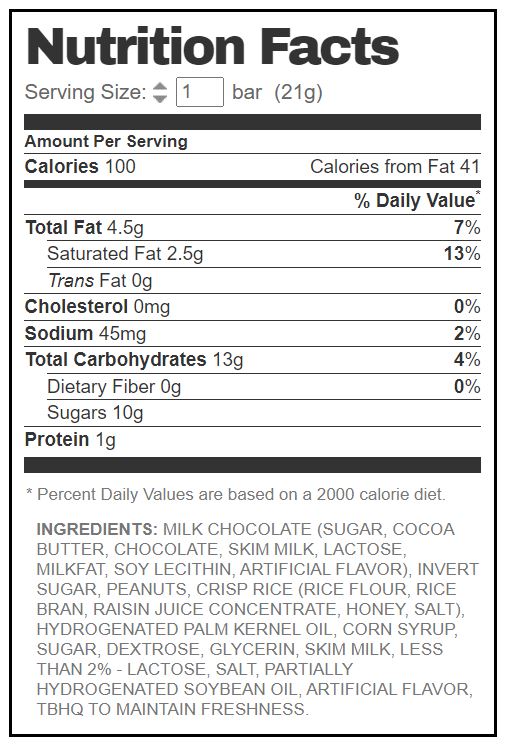 Nutrition Facts
Serving Size: 1 bar (21g)
Amount Per Serving
Calories 100 Calories from Fat 41
% Daily Value*
Total Fat 4.5g 7%
Saturated Fat 2.5g 13%
Trans Fat 0g
Cholesterol 0mg 0%
Sodium 45mg 2%
Total Carbohydrates 13g 4%
Dietary Fiber 0g 0%
Sugars 10g
Protein 1g
* Percent Daily Values are based on a 2000 calorie diet.
INGREDIENTS: MILK CHOCOLATE (SUGAR, COCOA
BUTTER, CHOCOLATE, SKIM MILK, LACTOSE,
MILKFAT, SOY LECITHIN, ARTIFICIAL FLAVOR), INVERT
SUGAR, PEANUTS, CRISP RICE (RICE FLOUR, RICE
BRAN, RAISIN JUICE CONCENTRATE, HONEY, SALT),
HYDROGENATED PALM KERNEL OIL, CORN SYRUP,
SUGAR, DEXTROSE, GLYCERIN, SKIM MILK, LESS
THAN 2% - LACTOSE, SALT, PARTIALLY
HYDROGENATED SOYBEAN OIL, ARTIFICIAL FLAVOR,
TBHQ TO MAINTAIN FRESHNESS.